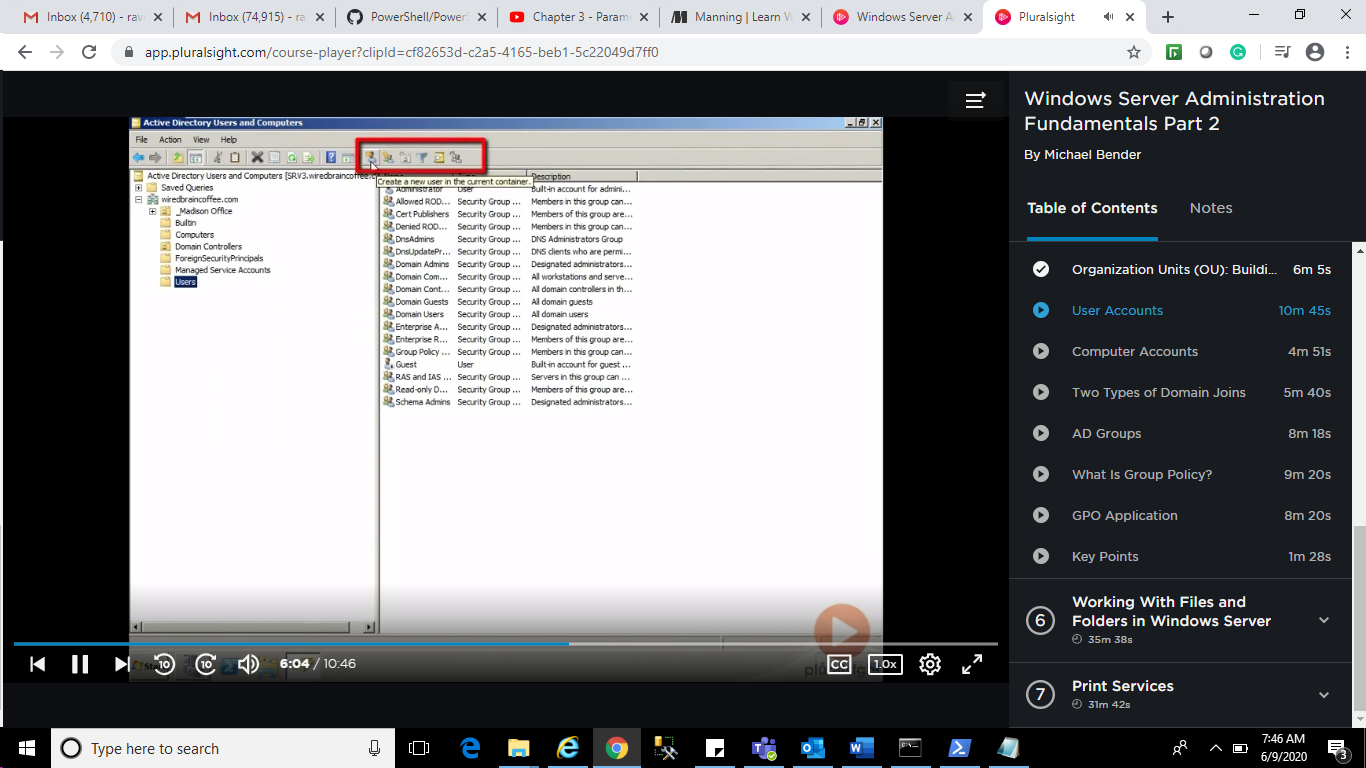 Inbox (4,710) - ravi
Inbox (74,915) - ra
PowerShell/Power
Chapter 3 - Param
Manning | Learn W
Windows Server A
Pluralsight
app.pluralsight.com/course-player?clipId=cf82653d-c2a5-4165-beb1-5c22049d7ff0
Active Directory Users and Computers
File Action View Help
Active Directory Users and Computers [SRV3.wiredbraincoffee.c
Saved Queries
wiredbraincoffee.com
_Madison Office
Builtin
Computers
Domain Controllers
ForeignSecurityPrincipals
Managed Service Accounts
Users
Description
Create a new user in the current container.
Administrator User Built-in account for admini...
Allowed ROD... Security Group ... Members in this group can...
Cert Publishers Security Group ... Members of this group are...
Denied ROD... Security Group ... Members in this group can...
DnsAdmins Security Group ... DNS Administrators Group
DnsUpdatePr... Security Group ... DNS clients who are permi...
Domain Admins Security Group ... Designated administrators...
Domain Com... Security Group ... All workstations and serve...
Domain Cont... Security Group ... All domain controllers in th...
Domain Guests Security Group ... All domain guests
Domain Users Security Group ... All domain users
Enterprise A... Security Group ... Designated administrators...
Enterprise R... Security Group ... Members of this group are...
Group Policy ... Security Group ... Members in this group can...
Guest User Built-in account for guest ...
RAS and IAS ... Security Group ... Servers in this group can ...
Read-only D... Security Group ... Members of this group are...
Schema Admins Security Group ... Designated administrators...
10 10 6:04 / 10:46 CC 1.0x
Windows Server Administration
Fundamentals Part 2
By Michael Bender
Table of Contents Notes
Organization Units (OU): Buildi... 6m 5s
User Accounts 10m 45s
Computer Accounts 4m 51s
Two Types of Domain Joins 5m 40s
AD Groups 8m 18s
What Is Group Policy? 9m 20s
GPO Application 8m 20s
Key Points 1m 28s
6 Working With Files and
Folders in Windows Server
35m 38s
7 Print Services
31m 42s
Type here to search
7:46 AM
6/9/2020
3